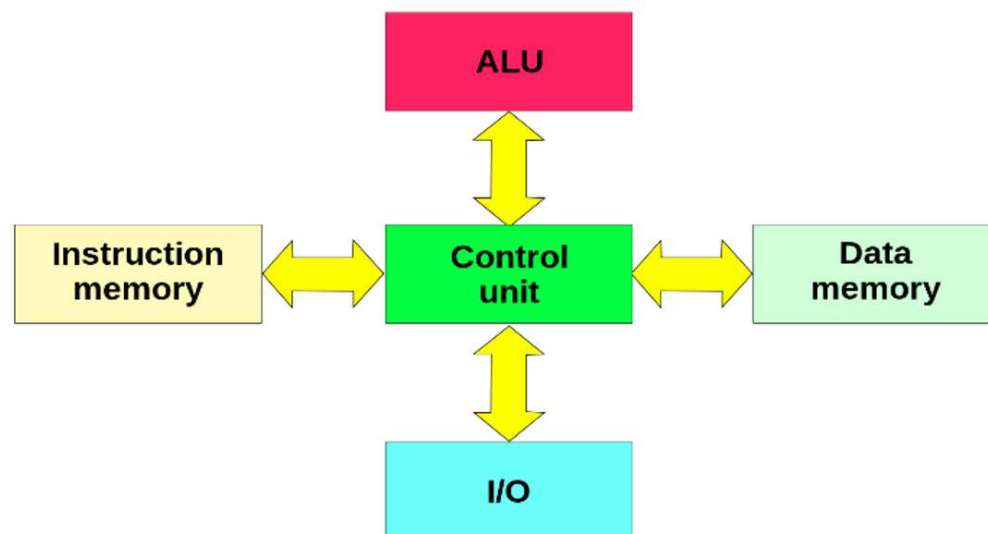 ALU
Instruction
memory
Control
unit
Data
memory
I/O